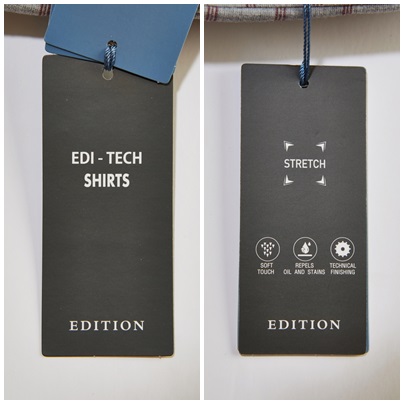 EDI - TECH
SHIRTS
EDITION
STRETCH
SOFT
TOUCH
REPELS
OIL AND STAINS
TECHNICAL
FINISHING
EDITION